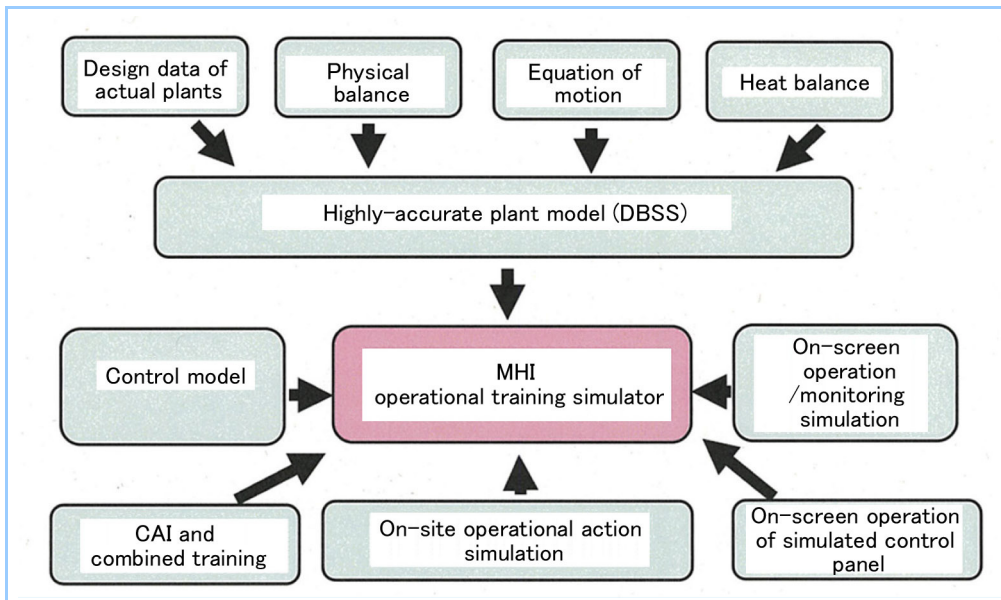 Design data of
actual plants
Physical
balance
Equation of
motion
Heat balance
Highly-accurate plant model (DBSS)
Control model
MHI
operational training simulator
On-screen
operation
/monitoring
simulation
CAI and
combined training
On-site operational action
simulation
On-screen operation
of simulated control
panel